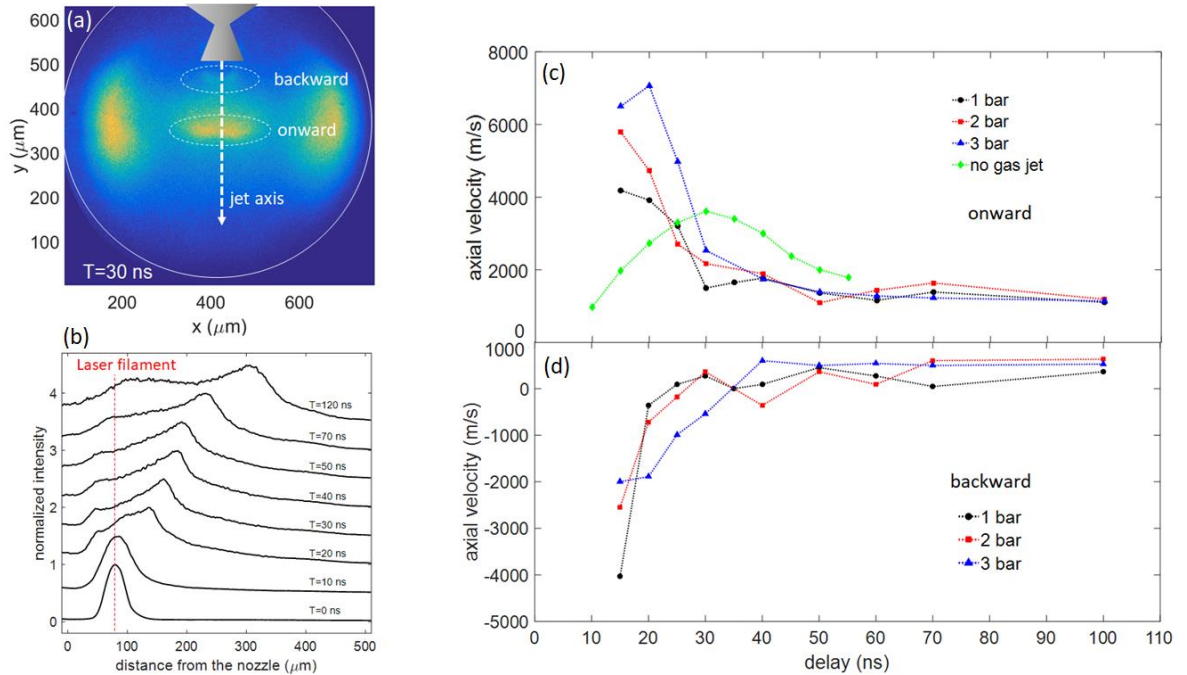 (a)
600
500
400
300
200
100
y (μm)
backward
onward
jet axis
T=30 ns
200
400
600
x (μm)
(b)
Laser filament
4
3
2
1
0
normalized intensity
T=120 ns
T=70 ns
T=50 ns
T=40 ns
T=30 ns
T=20 ns
T=10 ns
T=0 ns
0
100
200
300
400
500
distance from the nozzle (μm)
(c)
8000
6000
4000
2000
0
axial velocity (m/s)
1 bar
2 bar
3 bar
no gas jet
onward
(d)
1000
0
-1000
-2000
-3000
-4000
-5000
axial velocity (m/s)
backward
1 bar
2 bar
3 bar
0
10
20
30
40
50
60
70
80
90
100
110
delay (ns)